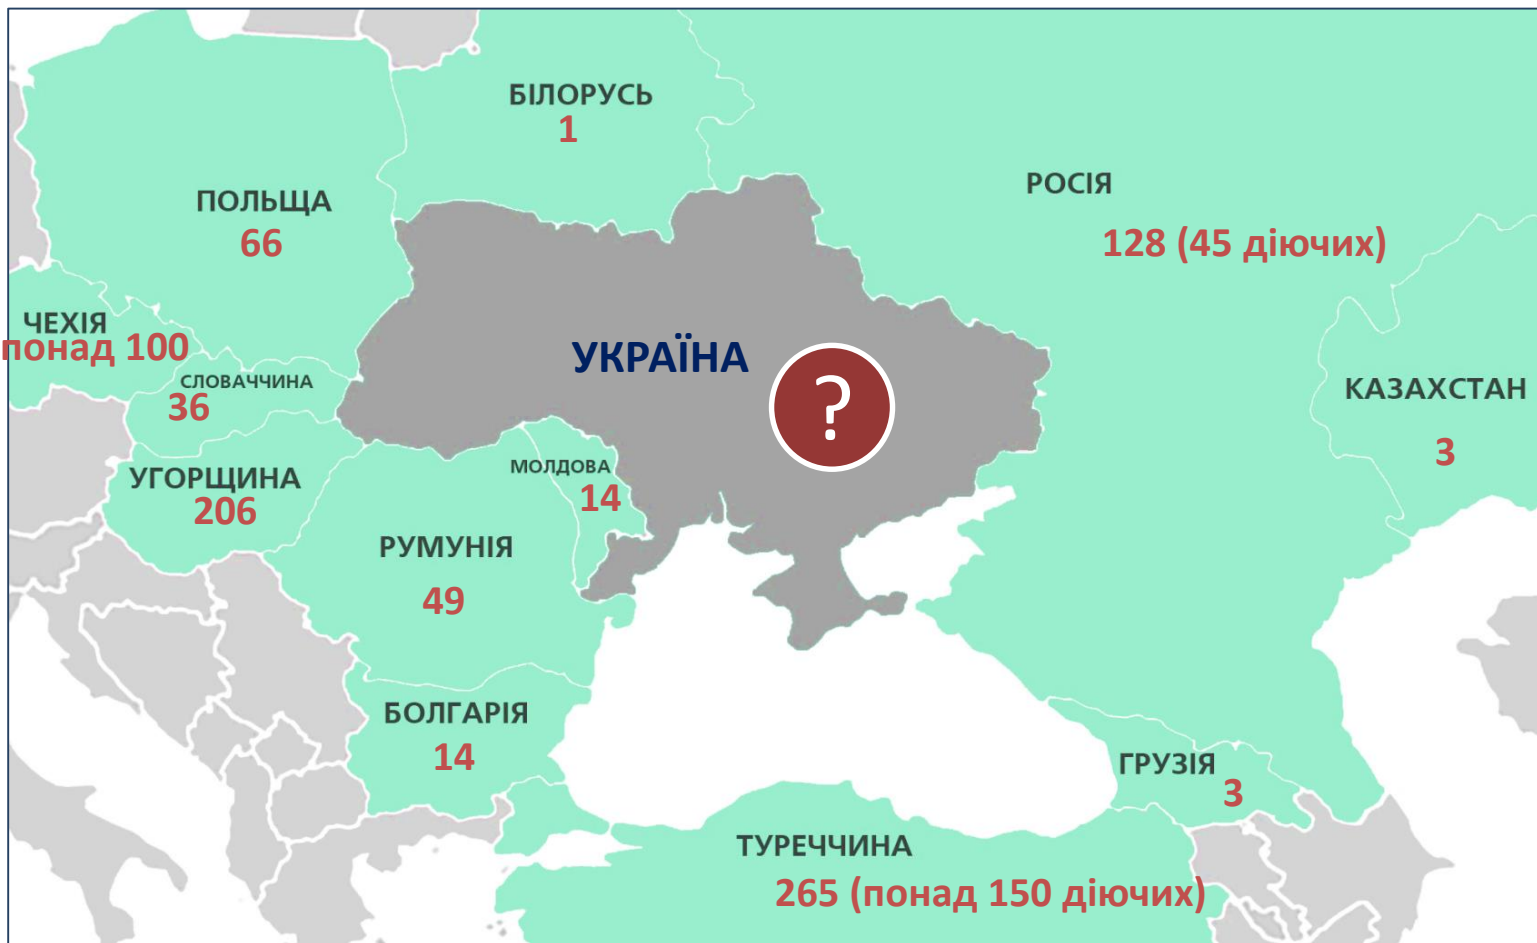 БІЛОРУСЬ
1
ПОЛЬЩА
66
РОСІЯ
128 (45 діючих)
ЧЕХІЯ
понад 100
СЛОВАЧЧИНА
36
УКРАЇНА
?
КАЗАХСТАН
3
УГОРЩИНА
206
МОЛДОВА
14
РУМУНІЯ
49
БОЛГАРІЯ
14
ГРУЗІЯ
3
ТУРЕЧЧИНА
265 (понад 150 діючих)